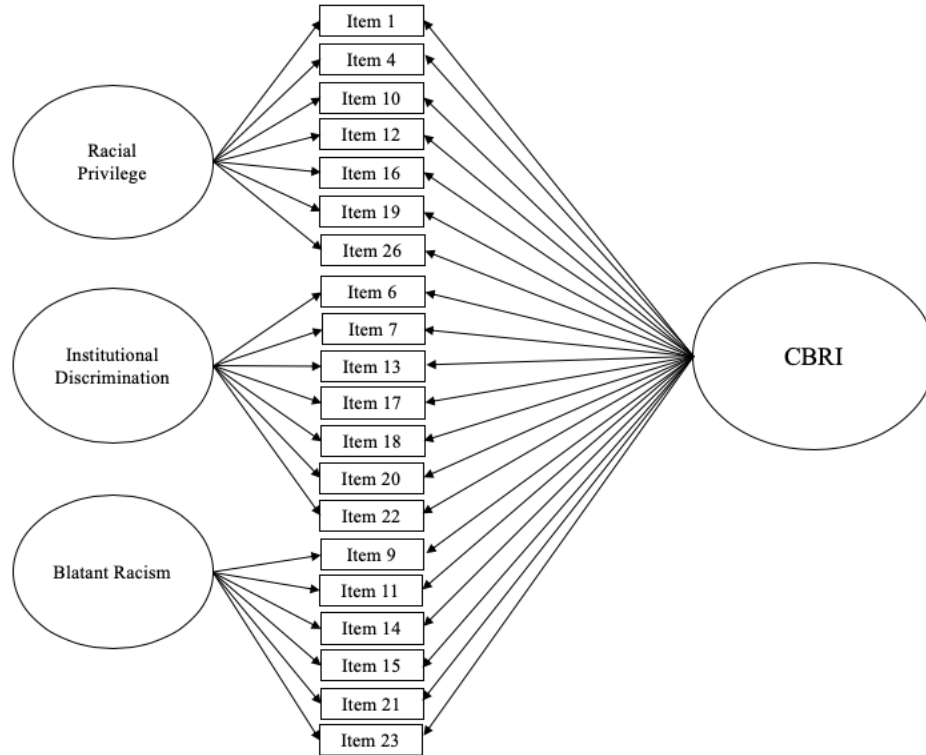 Item 1
Item 4
Item 10
Item 12
Item 16
Item 19
Item 26
Item 6
Item 7
Item 13
Item 17
Item 18
Item 20
Item 22
Item 9
Item 11
Item 14
Item 15
Item 21
Item 23
Racial
Privilege
Institutional
Discrimination
Blatant Racism
CBRI